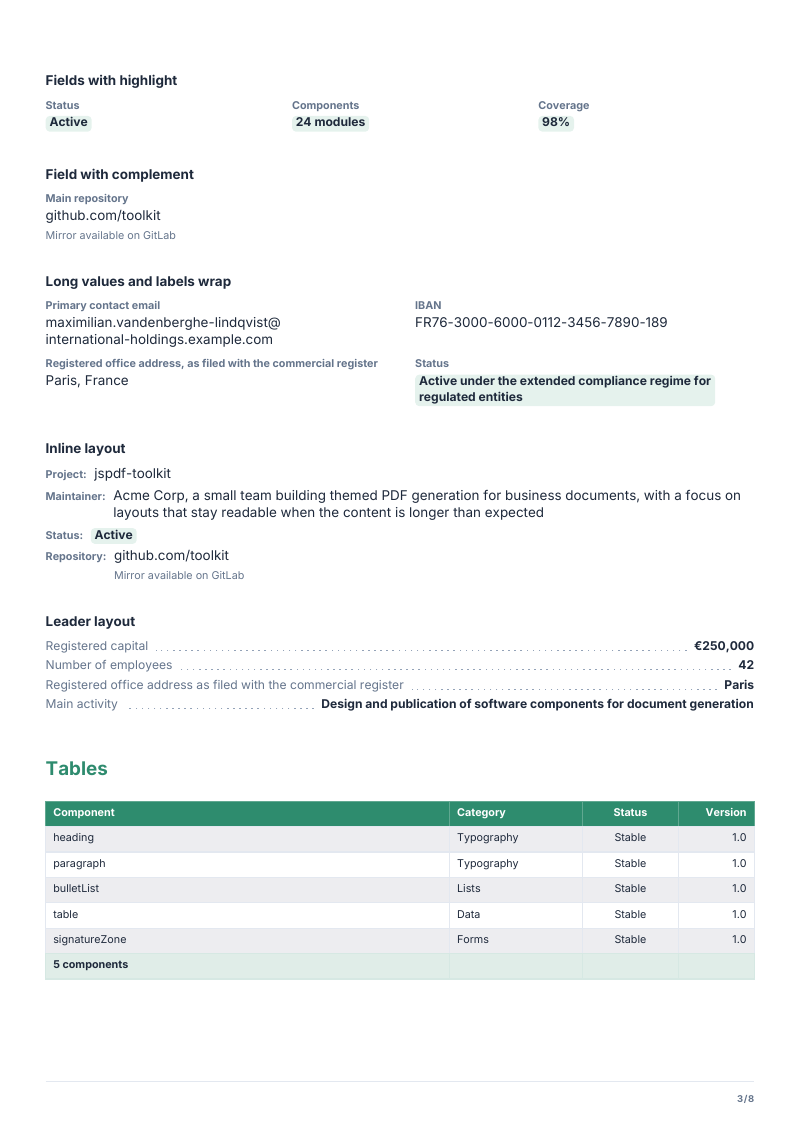 Fields with highlight
Status Components Coverage
Active 24 modules 98%
Field with complement
Main repository
github.com/toolkit
Mirror available on GitLab
Long values and labels wrap
Primary contact email IBAN
maximilian.vandenberghe-lindqvist@ FR76-3000-6000-0112-3456-7890-189
international-holdings.example.com
Registered office address, as filed with the commercial register Status
Paris, France Active under the extended compliance regime for
regulated entities
Inline layout
Project: jspdf-toolkit
Maintainer: Acme Corp, a small team building themed PDF generation for business documents, with a focus on
layouts that stay readable when the content is longer than expected
Status: Active
Repository: github.com/toolkit
Mirror available on GitLab
Leader layout
Registered capital €250,000
Number of employees 42
Registered office address as filed with the commercial register Paris
Main activity Design and publication of software components for document generation
Tables
Component Category Status Version
heading Typography Stable 1.0
paragraph Typography Stable 1.0
bulletList Lists Stable 1.0
table Data Stable 1.0
signatureZone Forms Stable 1.0
5 components
3/8